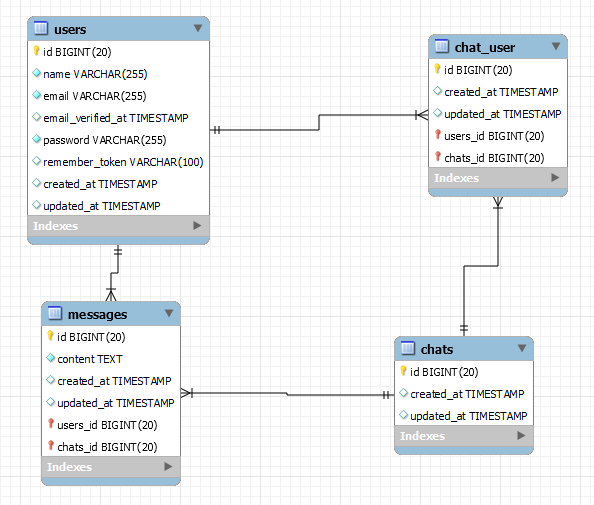 users
id BIGINT(20)
name VARCHAR(255)
email VARCHAR(255)
email_verified_at TIMESTAMP
password VARCHAR(255)
remember_token VARCHAR(100)
created_at TIMESTAMP
updated_at TIMESTAMP
Indexes
chat_user
id BIGINT(20)
created_at TIMESTAMP
updated_at TIMESTAMP
users_id BIGINT(20)
chats_id BIGINT(20)
Indexes
messages
id BIGINT(20)
content TEXT
created_at TIMESTAMP
updated_at TIMESTAMP
users_id BIGINT(20)
chats_id BIGINT(20)
Indexes
chats
id BIGINT(20)
created_at TIMESTAMP
updated_at TIMESTAMP
Indexes